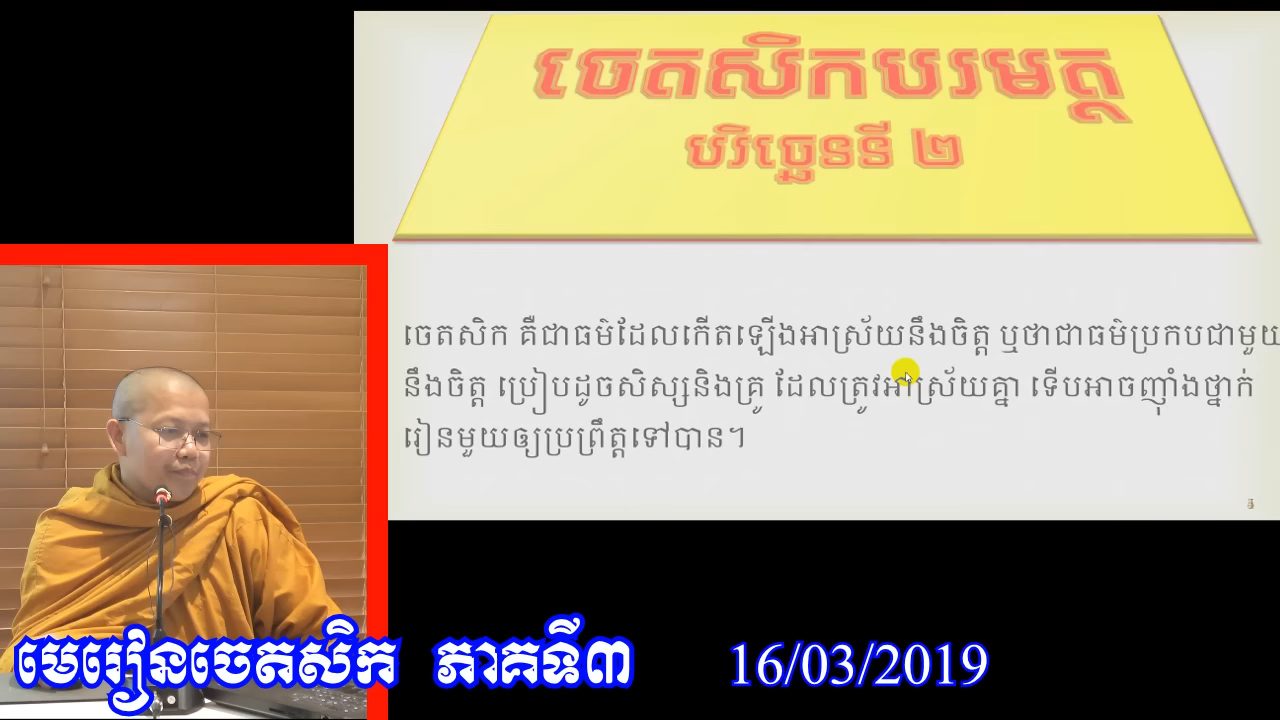 ចេតសិកបរមត្ថ
បរិច្ឆេទទី ២
ចេតសិក គឺជាធម៌ដែលកើតឡើងអាស្រ័យនឹងចិត្ត ឬថាជាធម៌ប្រកបជាមួយ
នឹងចិត្ត ប្រៀបដូចសិស្សនិងគ្រូ ដែលត្រូវអាស្រ័យគ្នា ទើបអាចញ៉ាំងថ្នាក់
រៀនមួយឲ្យប្រព្រឹត្តទៅបាន។
មេរៀនចេតសិក ភាគទី៣ 16/03/2019